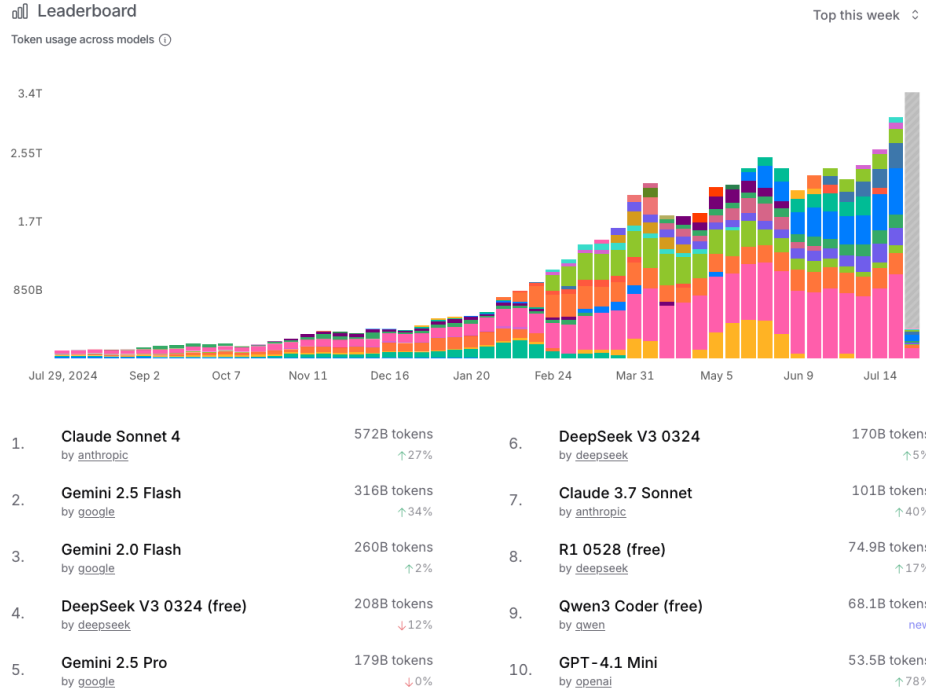 Leaderboard
Top this week
Token usage across models
3.4T
2.55T
1.7T
850B
Jul 29, 2024 Sep 2 Oct 7 Nov 11 Dec 16 Jan 20 Feb 24 Mar 31 May 5 Jun 9 Jul 14
1. Claude Sonnet 4 572B tokens
by anthropic ↑27%
2. Gemini 2.5 Flash 316B tokens
by google ↑34%
3. Gemini 2.0 Flash 260B tokens
by google ↑2%
4. DeepSeek V3 0324 (free) 208B tokens
by deepseek ↓12%
5. Gemini 2.5 Pro 179B tokens
by google ↓0%
6. DeepSeek V3 0324 170B tokens
by deepseek ↑5%
7. Claude 3.7 Sonnet 101B tokens
by anthropic ↑40%
8. R1 0528 (free) 74.9B tokens
by deepseek ↑17%
9. Qwen3 Coder (free) 68.1B tokens
by qwen new
10. GPT-4.1 Mini 53.5B tokens
by openai ↑78%